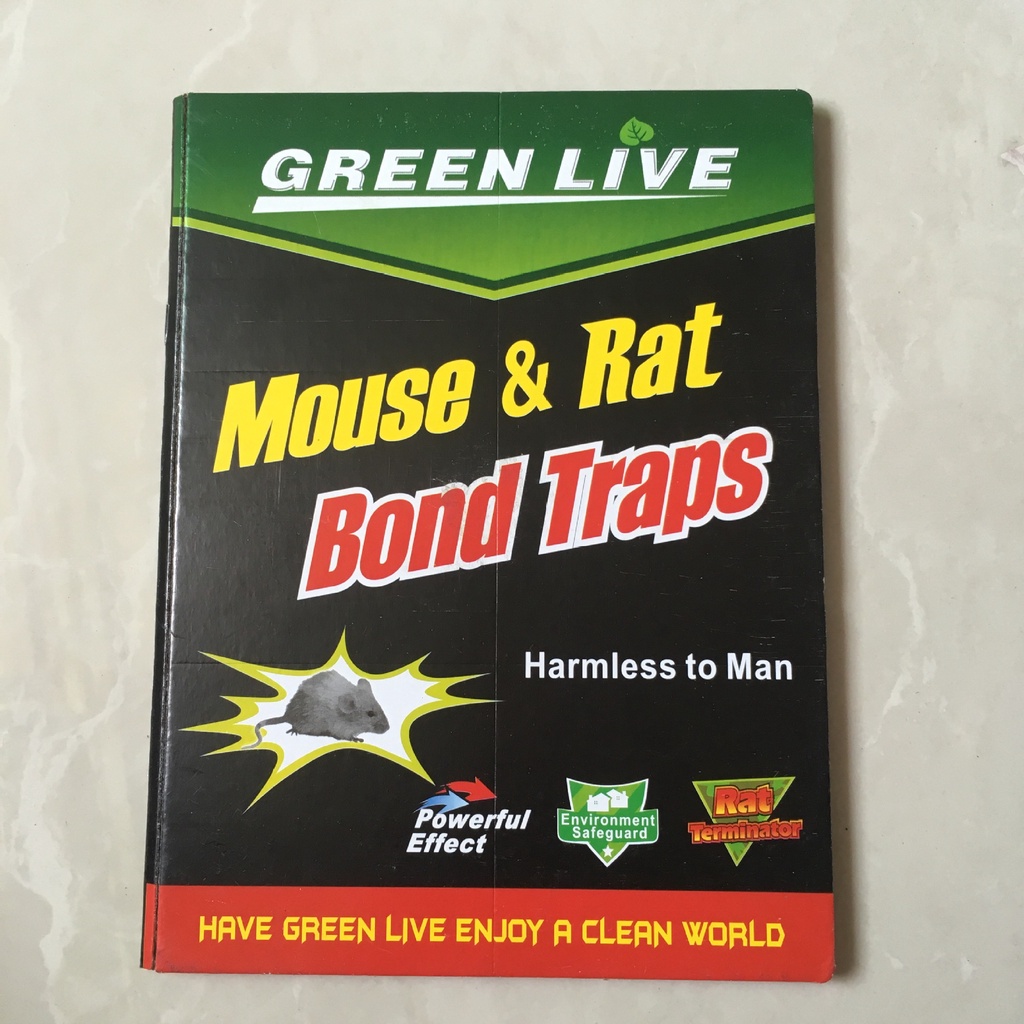 GREEN LIVE
Mouse & Rat
Bond Traps
Harmless to Man
Powerful
Effect
Environment
Safeguard
Rat
Terminator
HAVE GREEN LIVE ENJOY A CLEAN WORLD